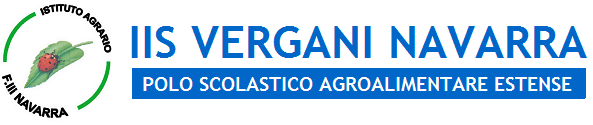 ISTITUTO AGRARIO
F.lli NAVARRA
IIS VERGANI NAVARRA
POLO SCOLASTICO AGROALIMENTARE ESTENSE